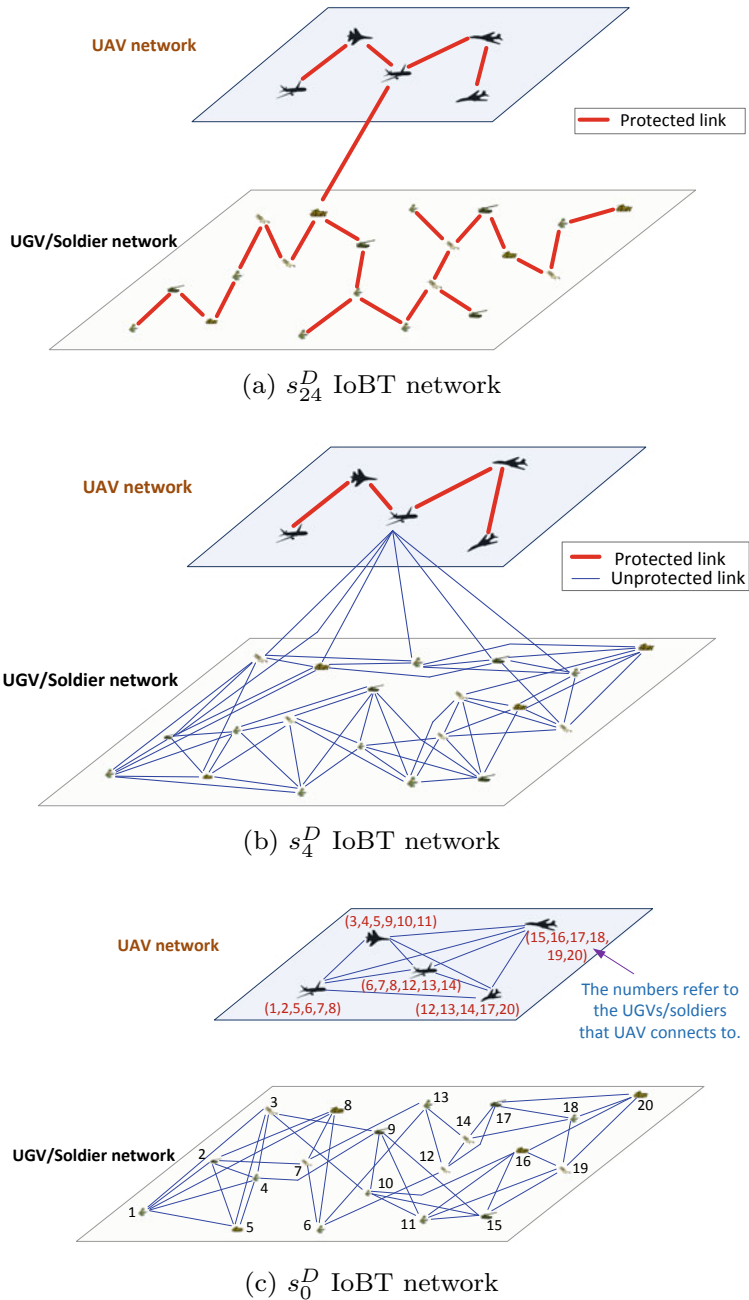 UAV network
Protected link
UGV/Soldier network
(a) $s_{24}^{D}$ IoBT network
UAV network
Protected link
Unprotected link
UGV/Soldier network
(b) $s_{4}^{D}$ IoBT network
(3,4,5,9,10,11)
UAV network
(15,16,17,18,
19,20)
(6,7,8,12,13,14)
(1,2,5,6,7,8)
(12,13,14,17,20)
The numbers refer to
the UGVs/soldiers
that UAV connects to.
UGV/Soldier network
3
8
13
17
20
18
9
14
2
7
12
16
19
4
10
1
5
6
11
15
(c) $s_{0}^{D}$ IoBT network